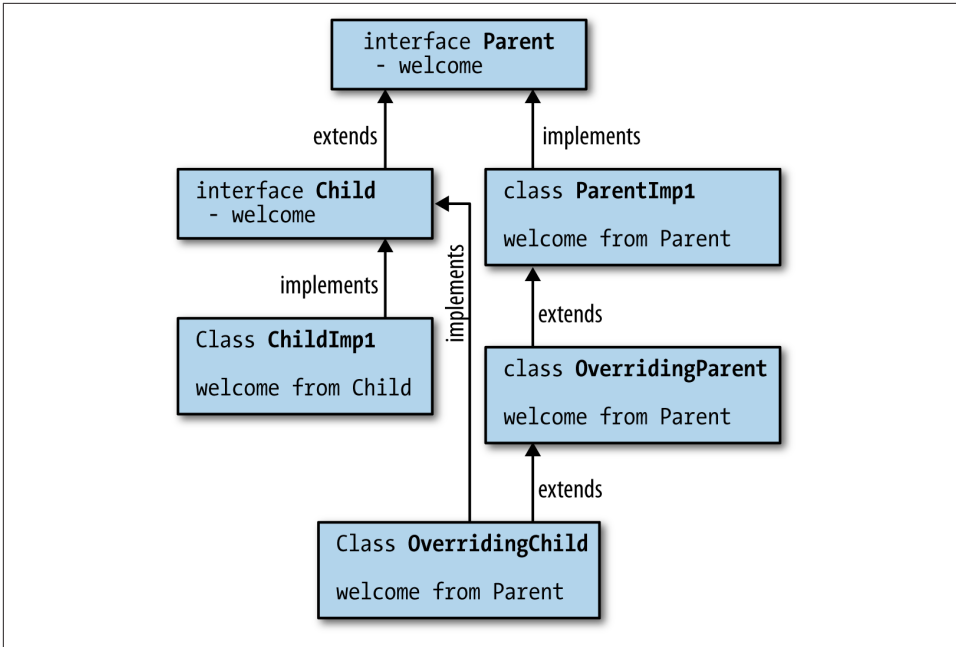 interface Parent
- welcome
extends
implements
interface Child
- welcome
class ParentImp1
welcome from Parent
implements
implements
extends
Class ChildImp1
welcome from Child
class OverridingParent
welcome from Parent
extends
Class OverridingChild
welcome from Parent